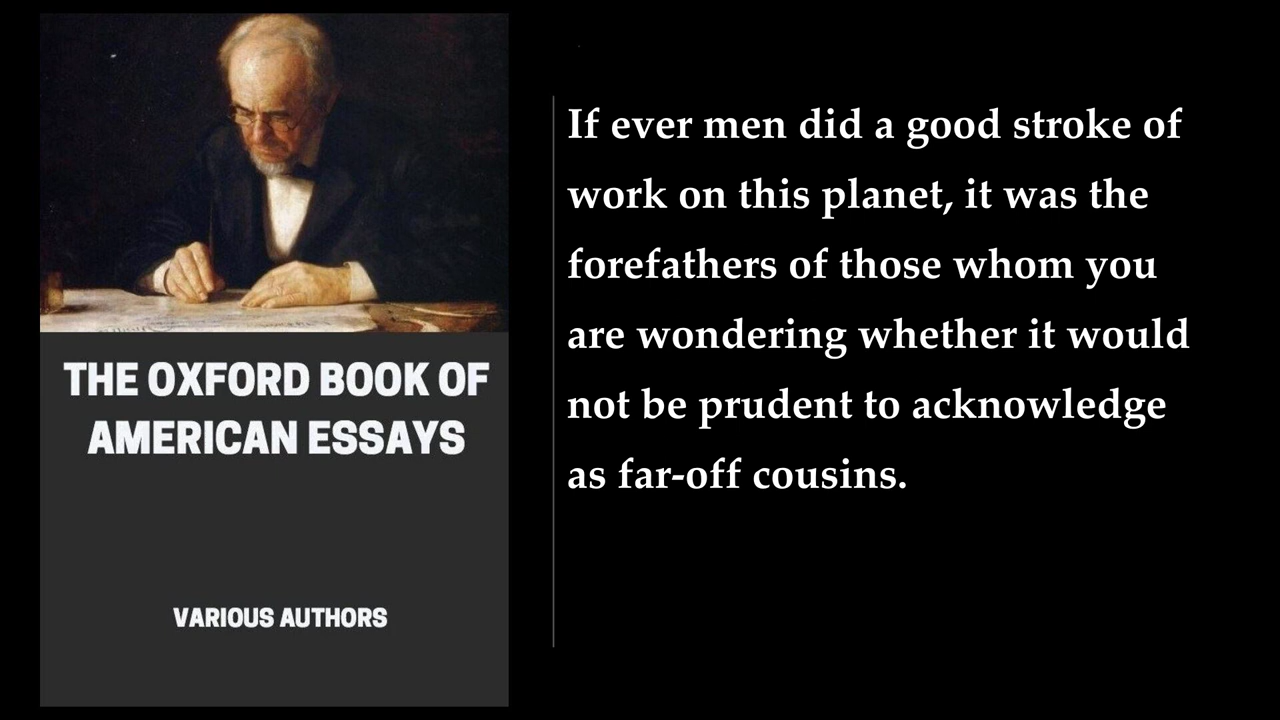 THE OXFORD BOOK OF
AMERICAN ESSAYS
VARIOUS AUTHORS
If ever men did a good stroke of
work on this planet, it was the
forefathers of those whom you
are wondering whether it would
not be prudent to acknowledge
as far-off cousins.